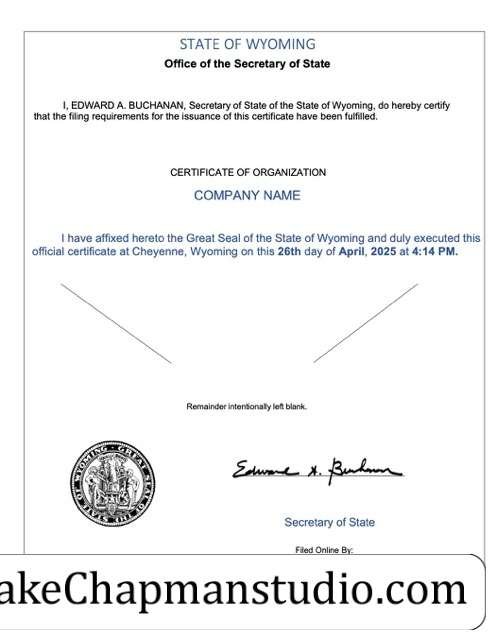 STATE OF WYOMING
Office of the Secretary of State
I, EDWARD A. BUCHANAN, Secretary of State of the State of Wyoming, do hereby certify
that the filing requirements for the issuance of this certificate have been fulfilled.
CERTIFICATE OF ORGANIZATION
COMPANY NAME
I have affixed hereto the Great Seal of the State of Wyoming and duly executed this
official certificate at Cheyenne, Wyoming on this 26th day of April, 2025 at 4:14 PM.
Remainder intentionally left blank.
GREAT SEAL OF THE STATE OF WYOMING
Edward A. Buchanan
Secretary of State
Filed Online By:
akeChapmanstudio.com